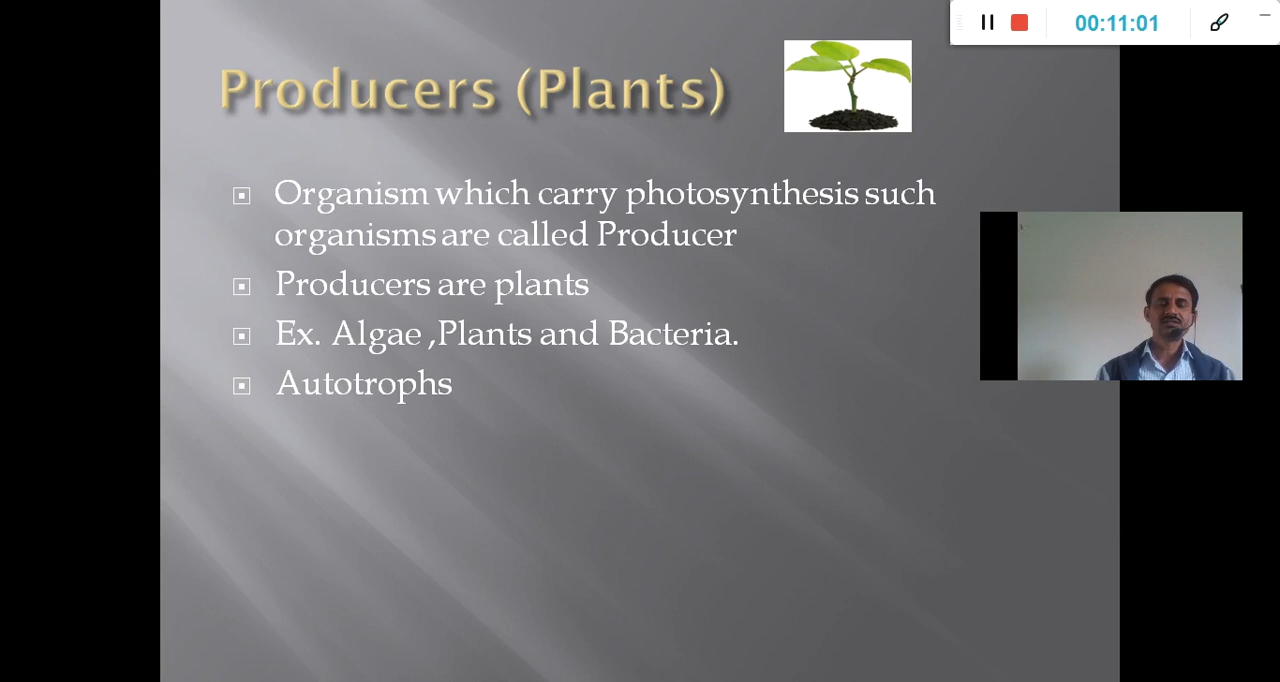 00:11:01
Producers (Plants)
Organism which carry photosynthesis such
organisms are called Producer
Producers are plants
Ex. Algae ,Plants and Bacteria.
Autotrophs